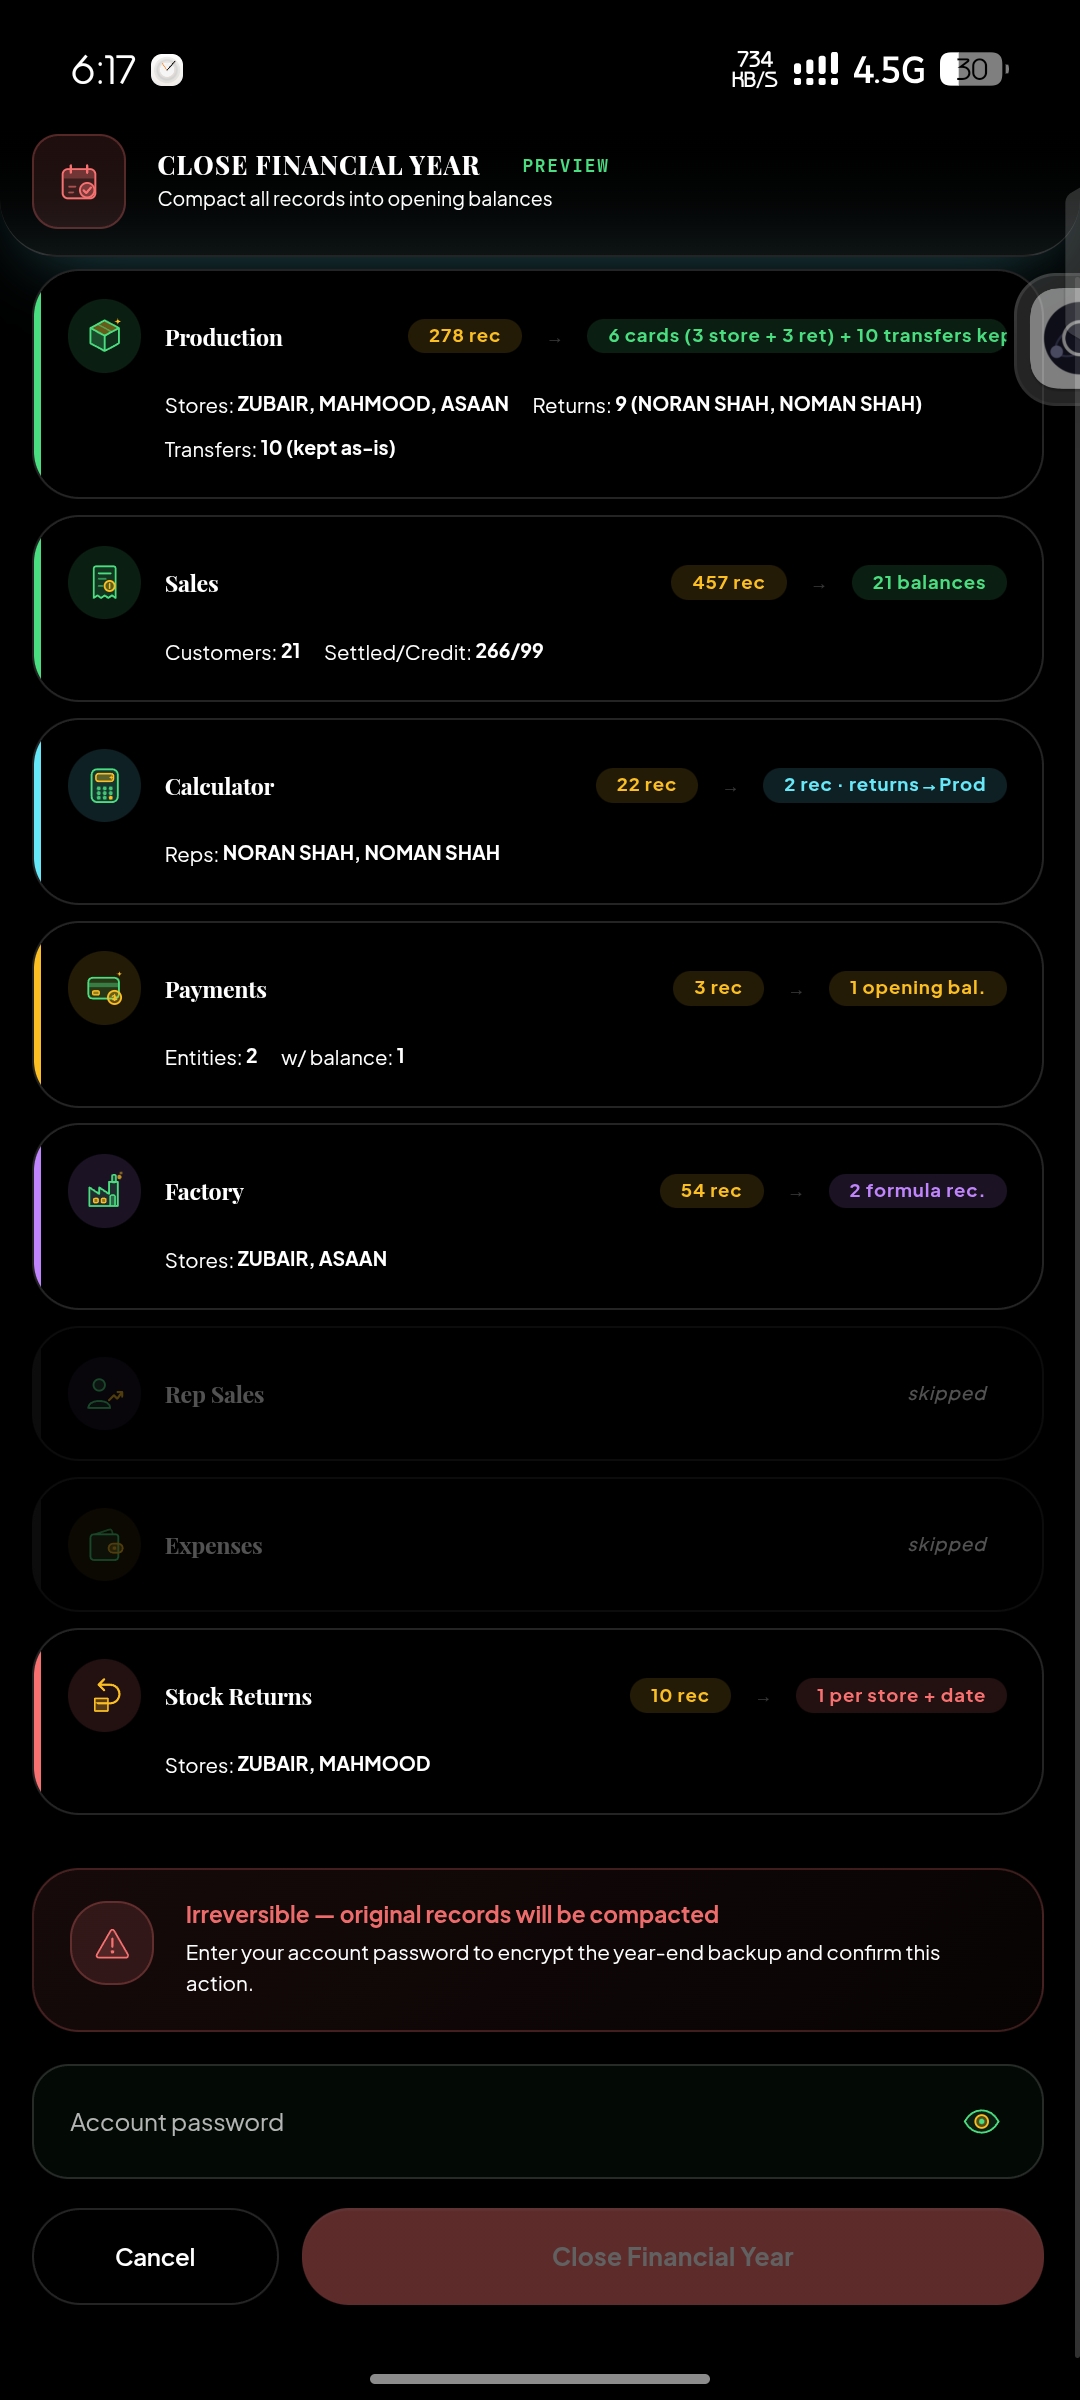 6:17
734 KB/S 4.5G 30
CLOSE FINANCIAL YEAR PREVIEW
Compact all records into opening balances
Production 278 rec → 6 cards (3 store + 3 ret) + 10 transfers kep
Stores: ZUBAIR, MAHMOOD, ASAAN Returns: 9 (NORAN SHAH, NOMAN SHAH)
Transfers: 10 (kept as-is)
Sales 457 rec → 21 balances
Customers: 21 Settled/Credit: 266/99
Calculator 22 rec → 2 rec · returns→Prod
Reps: NORAN SHAH, NOMAN SHAH
Payments 3 rec → 1 opening bal.
Entities: 2 w/ balance: 1
Factory 54 rec → 2 formula rec.
Stores: ZUBAIR, ASAAN
Rep Sales skipped
Expenses skipped
Stock Returns 10 rec → 1 per store + date
Stores: ZUBAIR, MAHMOOD
Irreversible — original records will be compacted
Enter your account password to encrypt the year-end backup and confirm this
action.
Account password
Cancel Close Financial Year